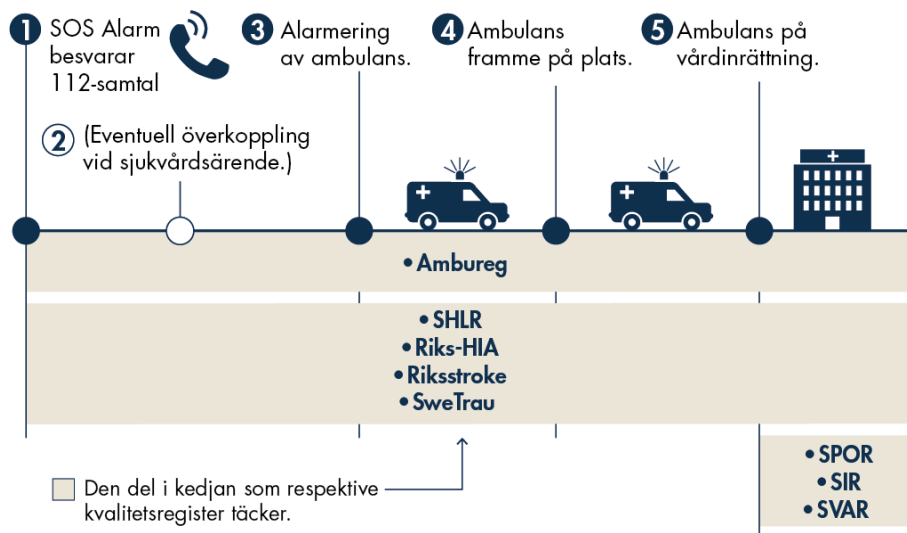 1 SOS Alarm
besvarar
112-samtal
2 (Eventuell överkoppling
vid sjukvårdsärende.)
3 Alarmering
av ambulans.
4 Ambulans
framme på plats.
5 Ambulans på
vårdinrättning.
• Ambureg
• SHLR
• Riks-HIA
• Riksstroke
• SweTrau
• SPOR
• SIR
• SVAR
Den del i kedjan som respektive
kvalitetsregister täcker.